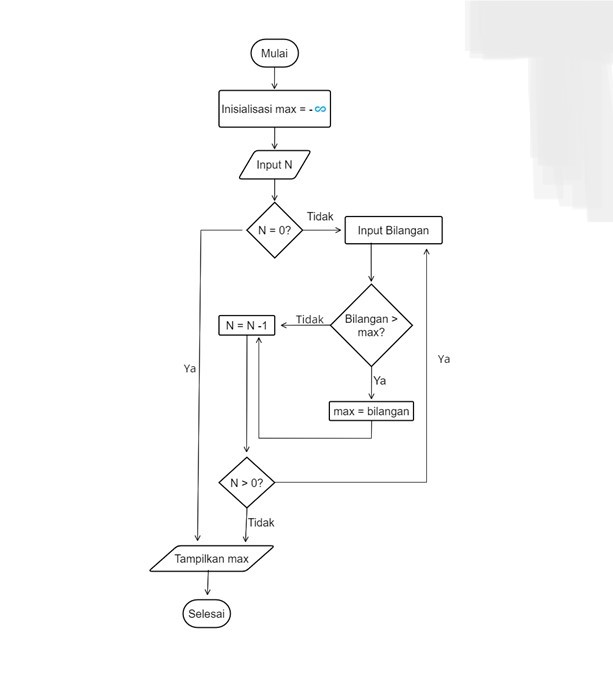 Mulai
Inisialisasi max = - ∞
Input N
N = 0?
Tidak
Input Bilangan
Bilangan >
max?
Tidak
N = N -1
Ya
Ya
Ya
max = bilangan
N > 0?
Tidak
Tampilkan max
Selesai